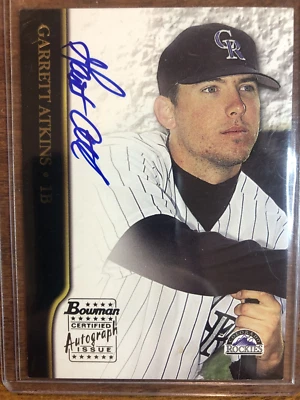 GARRETT ATKINS • 1B
CR
Bowman
CERTIFIED
Autograph
ISSUE
ROCKIES